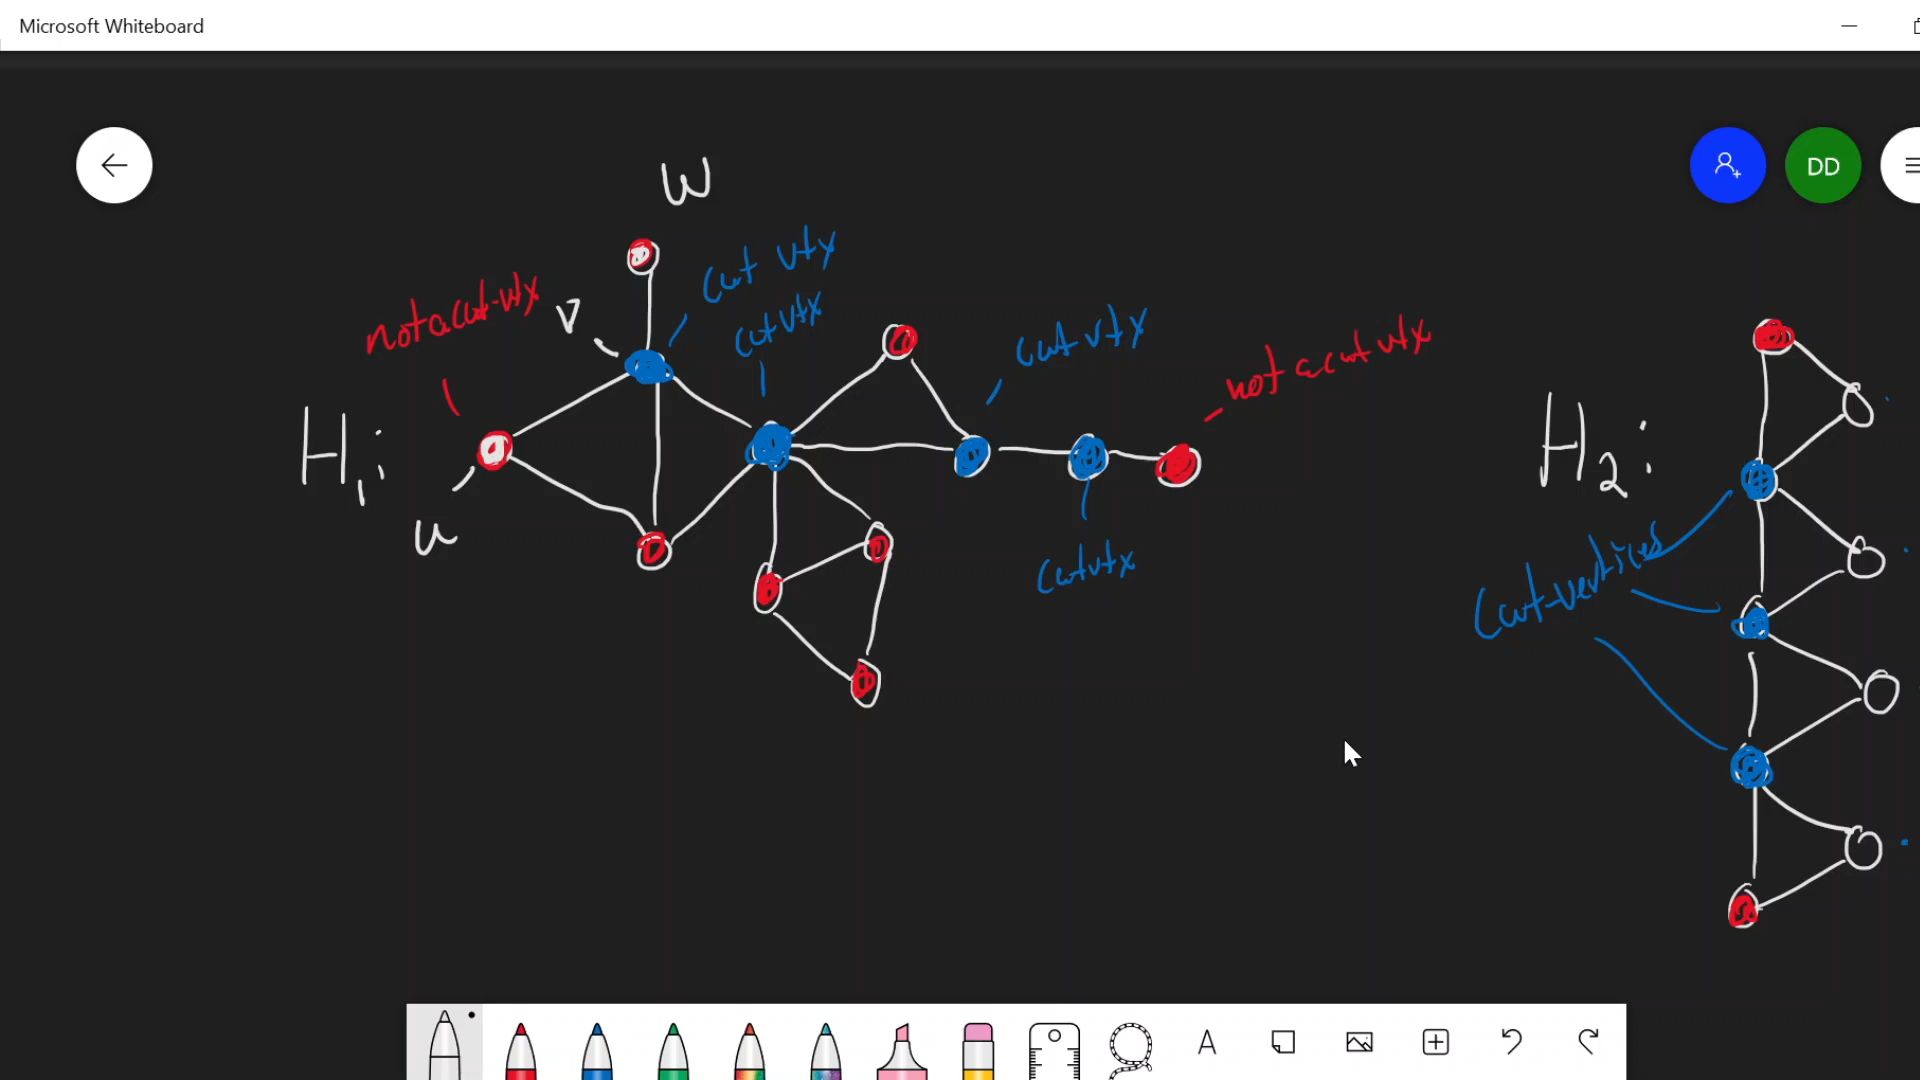 Microsoft Whiteboard
DD
W
cut vtx
cut vtx
not a cut-vtx
v
cut vtx
not a cut vtx
H₁:
u
H₂:
cut vtx
Cut-vertices
A